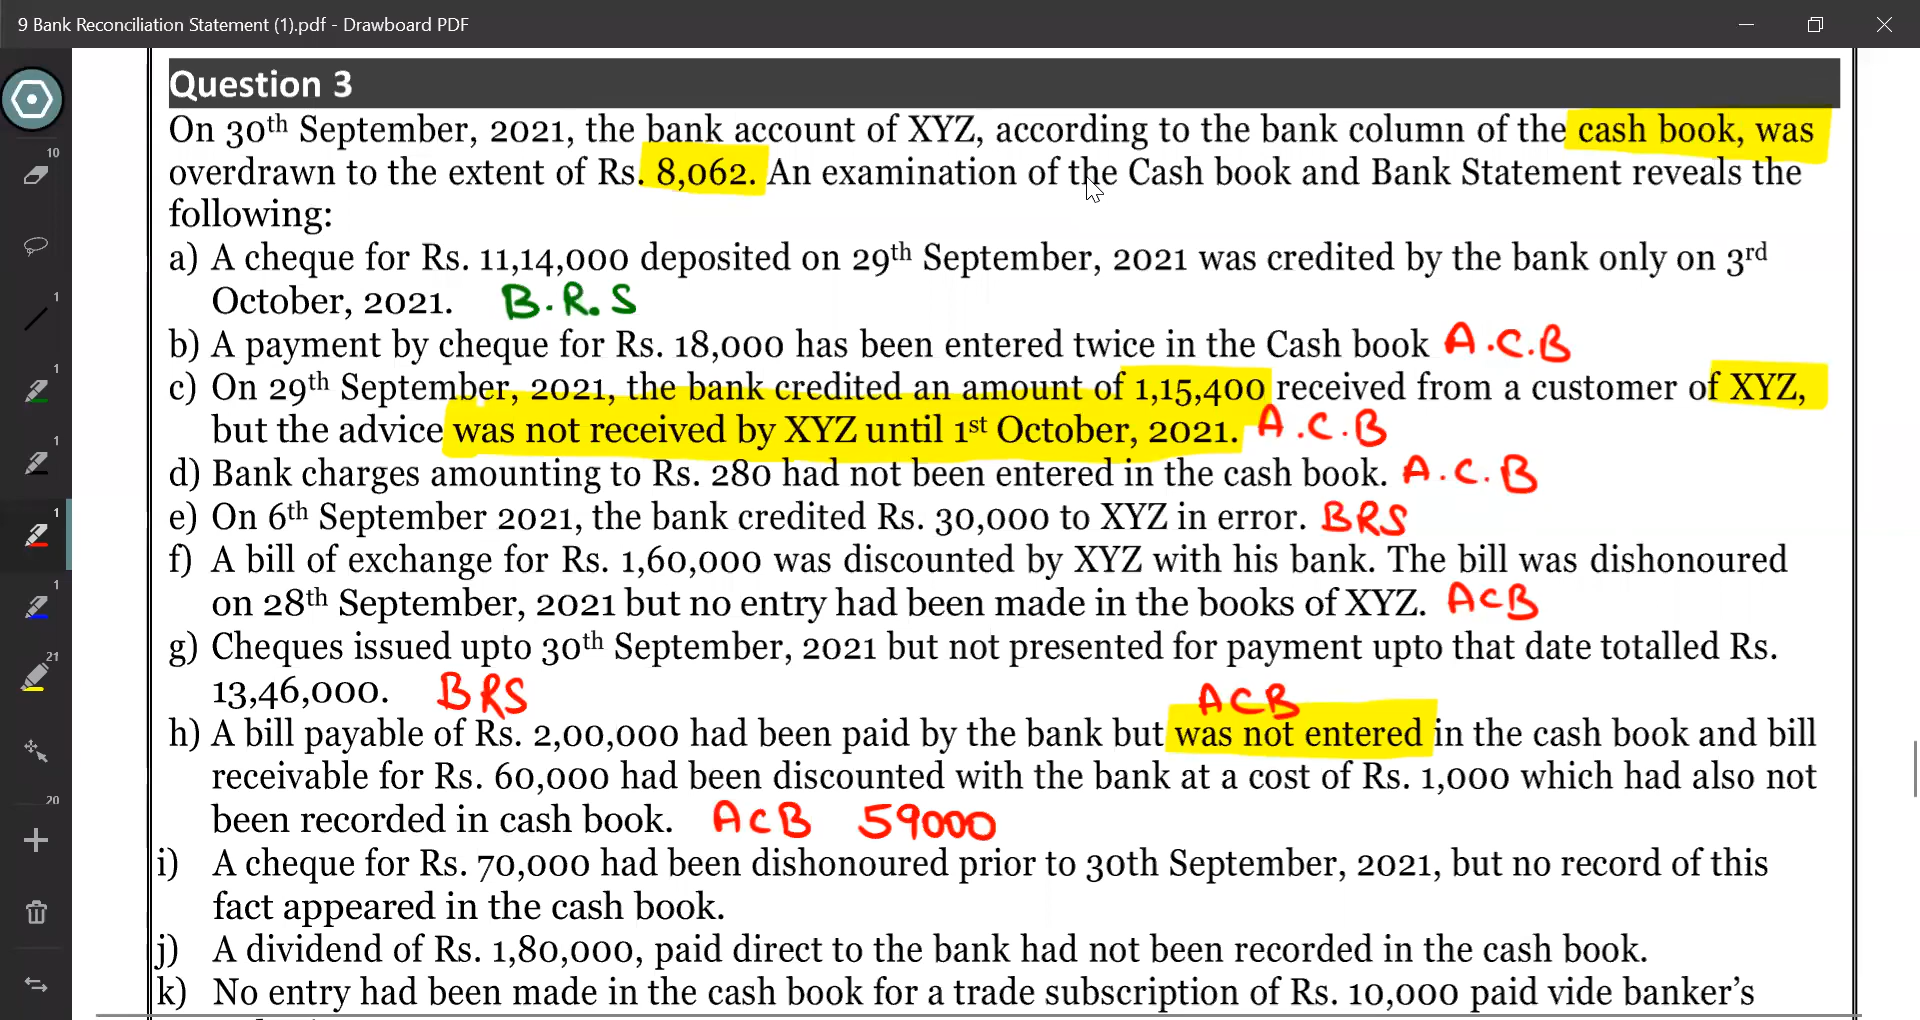 9 Bank Reconciliation Statement (1).pdf - Drawboard PDF
Question 3
On 30th September, 2021, the bank account of XYZ, according to the bank column of the cash book, was
overdrawn to the extent of Rs. 8,062. An examination of the Cash book and Bank Statement reveals the
following:
a) A cheque for Rs. 11,14,000 deposited on 29th September, 2021 was credited by the bank only on 3rd
October, 2021. B.R.S
b) A payment by cheque for Rs. 18,000 has been entered twice in the Cash book A.C.B
c) On 29th September, 2021, the bank credited an amount of 1,15,400 received from a customer of XYZ,
but the advice was not received by XYZ until 1st October, 2021. A.C.B
d) Bank charges amounting to Rs. 280 had not been entered in the cash book. A.C.B
e) On 6th September 2021, the bank credited Rs. 30,000 to XYZ in error. BRS
f) A bill of exchange for Rs. 1,60,000 was discounted by XYZ with his bank. The bill was dishonoured
on 28th September, 2021 but no entry had been made in the books of XYZ. ACB
g) Cheques issued upto 30th September, 2021 but not presented for payment upto that date totalled Rs.
13,46,000. BRS
ACB
h) A bill payable of Rs. 2,00,000 had been paid by the bank but was not entered in the cash book and bill
receivable for Rs. 60,000 had been discounted with the bank at a cost of Rs. 1,000 which had also not
been recorded in cash book. ACB 59000
i) A cheque for Rs. 70,000 had been dishonoured prior to 30th September, 2021, but no record of this
fact appeared in the cash book.
j) A dividend of Rs. 1,80,000, paid direct to the bank had not been recorded in the cash book.
k) No entry had been made in the cash book for a trade subscription of Rs. 10,000 paid vide banker's
10
1
1
1
1
1
21
20